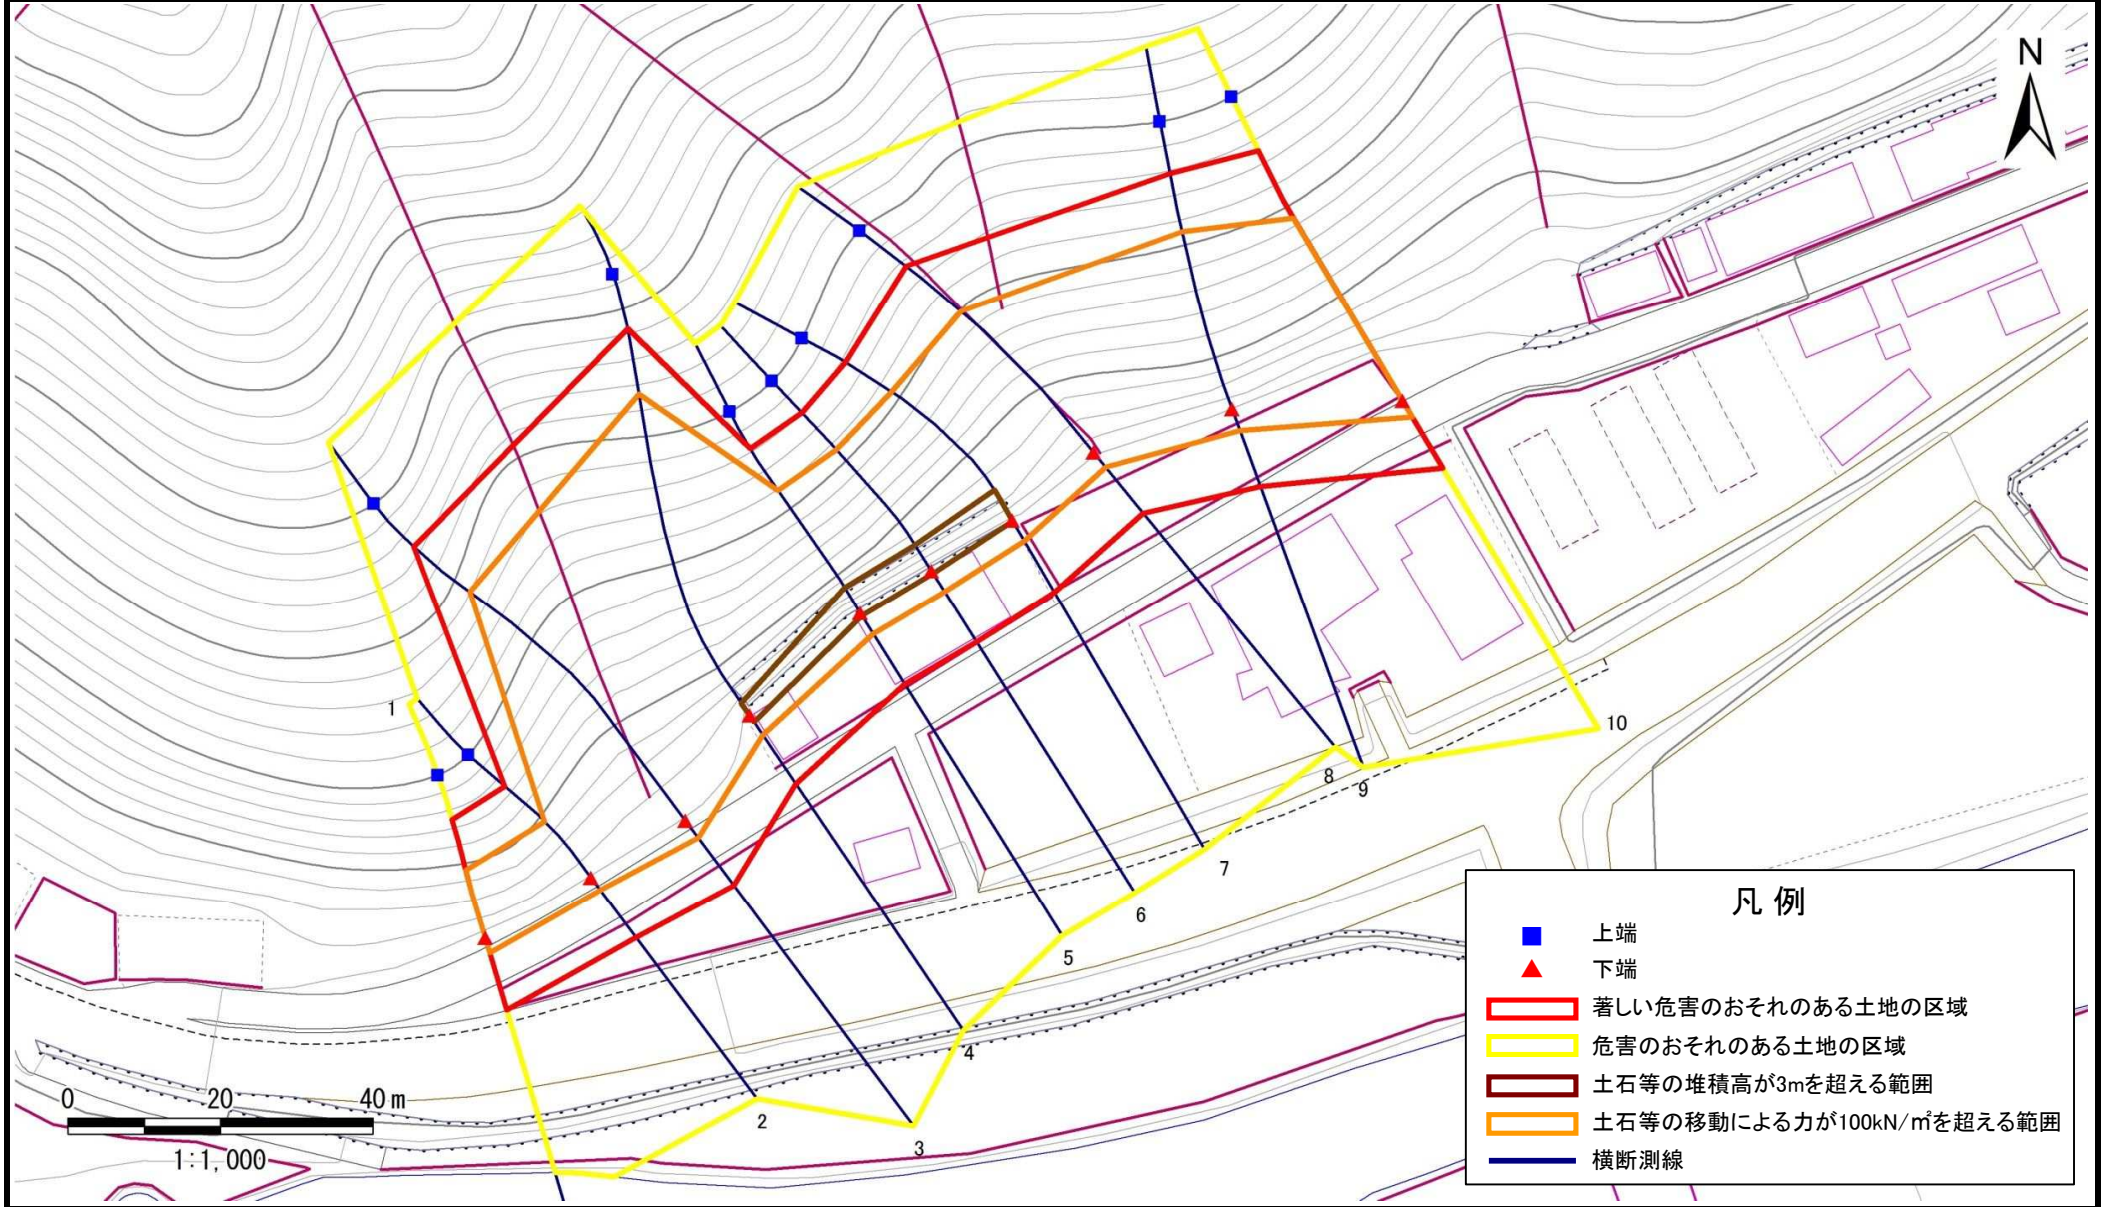 N
1
10
8
9
7
6
5
4
2
3
0 20 40 m
1:1,000
凡 例
上端
下端
著しい危害のおそれのある土地の区域
危害のおそれのある土地の区域
土石等の堆積高が3mを超える範囲
土石等の移動による力が100kN/㎡を超える範囲
横断測線